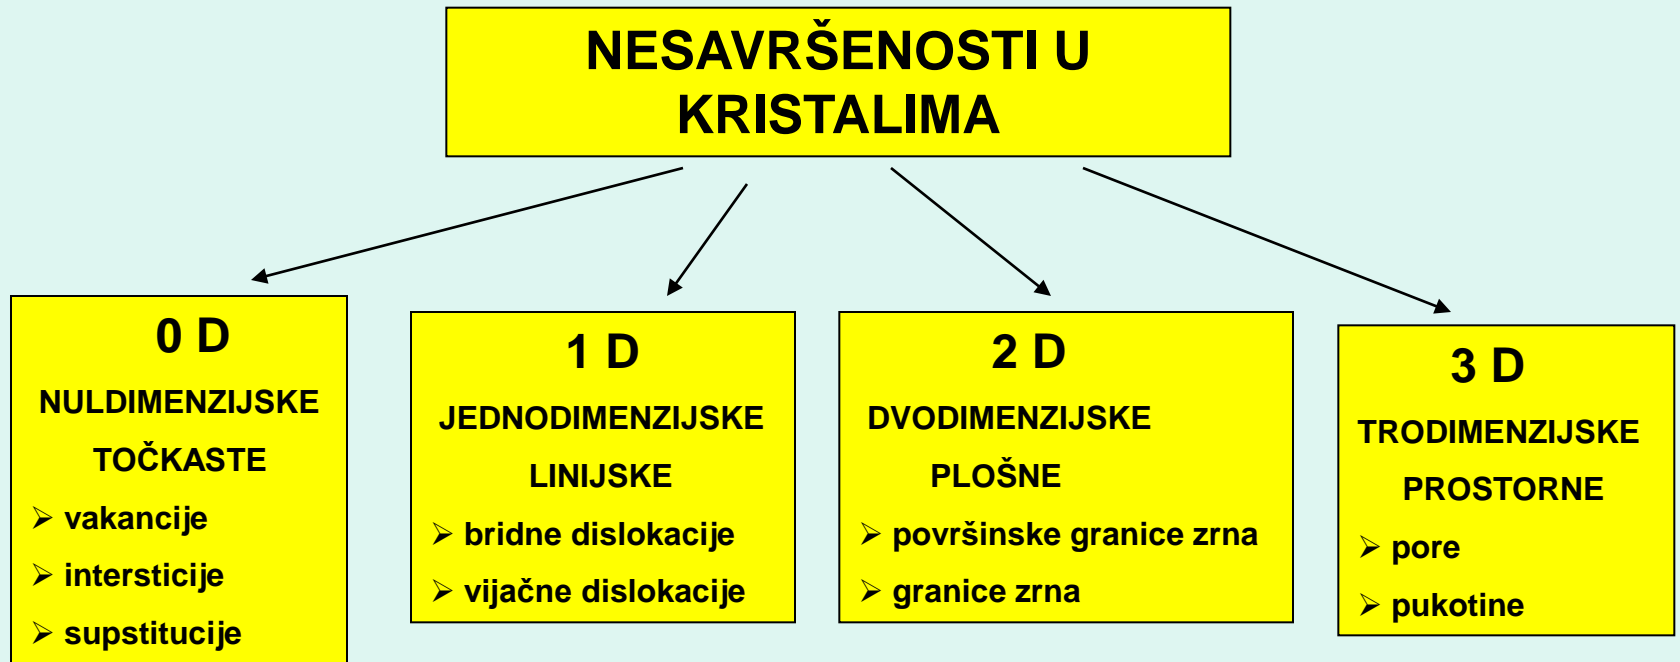 NESAVRŠENOSTI U
KRISTALIMA
0 D
NULDIMENZIJSKE
TOČKASTE
➢ vakancije
➢ intersticije
➢ supstitucije
1 D
JEDNODIMENZIJSKE
LINIJSKE
➢ bridne dislokacije
➢ vijačne dislokacije
2 D
DVODIMENZIJSKE
PLOŠNE
➢ površinske granice zrna
➢ granice zrna
3 D
TRODIMENZIJSKE
PROSTORNE
➢ pore
➢ pukotine